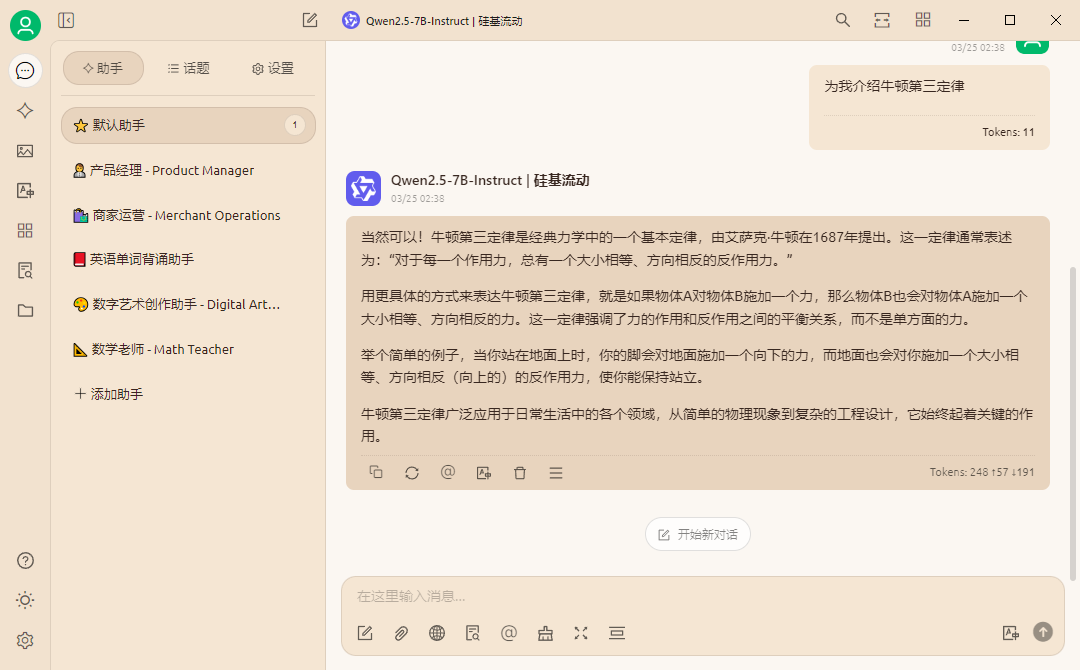 Qwen2.5-7B-Instruct | 硅基流动
助手
话题
设置
默认助手
1
产品经理 - Product Manager
商家运营 - Merchant Operations
英语单词背诵助手
数字艺术创作助手 - Digital Art...
数学老师 - Math Teacher
添加助手
03/25 02:38
为我介绍牛顿第三定律
Tokens: 11
Qwen2.5-7B-Instruct | 硅基流动
03/25 02:38
当然可以！牛顿第三定律是经典力学中的一个基本定律，由艾萨克·牛顿在1687年提出。这一定律通常表述
为：“对于每一个作用力，总有一个大小相等、方向相反的反作用力。”
用更具体的方式来表达牛顿第三定律，就是如果物体A对物体B施加一个力，那么物体B也会对物体A施加一个
大小相等、方向相反的力。这一定律强调了力的作用和反作用之间的平衡关系，而不是单方面的力。
举个简单的例子，当你站在地面上时，你的脚会对地面施加一个向下的力，而地面也会对你施加一个大小相
等、方向相反（向上的）的反作用力，使你能保持站立。
牛顿第三定律广泛应用于日常生活中的各个领域，从简单的物理现象到复杂的工程设计，它始终起着关键的作
用。
Tokens: 248 ↑57 ↓191
开始新对话
在这里输入消息...